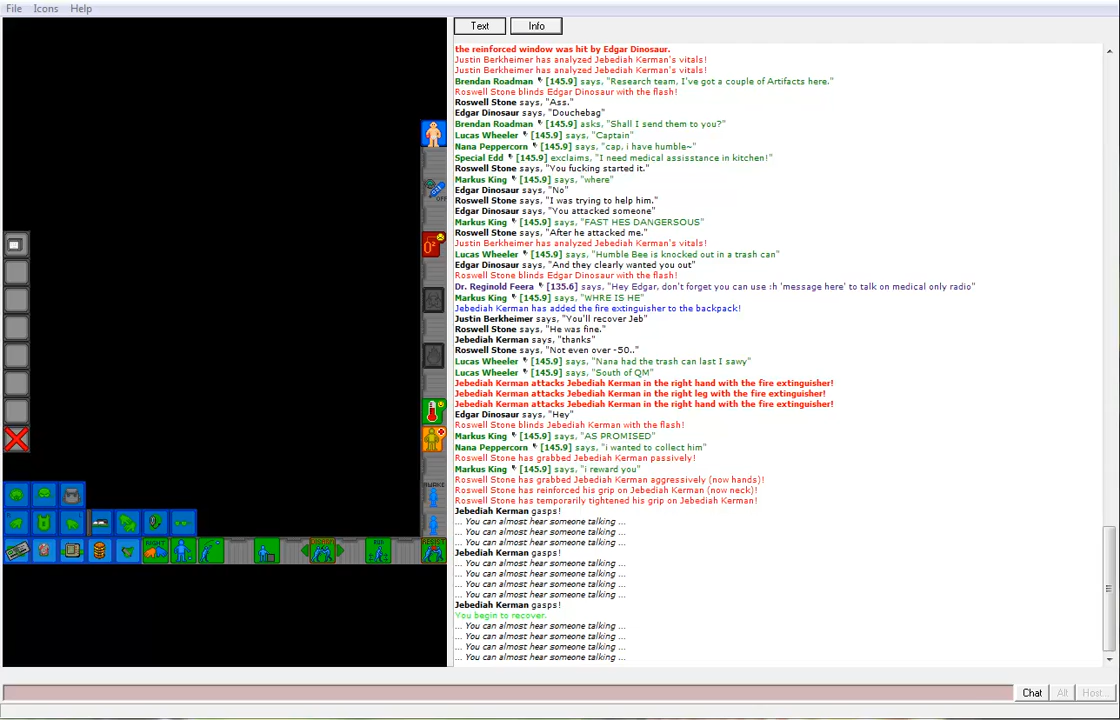 File Icons Help
Text Info
the reinforced window was hit by Edgar Dinosaur.
Justin Berkheimer has analyzed Jebediah Kerman's vitals!
Justin Berkheimer has analyzed Jebediah Kerman's vitals!
Brendan Roadman [145.9] says, "Research team, I've got a couple of Artifacts here."
Roswell Stone blinds Edgar Dinosaur with the flash!
Roswell Stone says, "Ass."
Edgar Dinosaur says, "Douchebag"
Brendan Roadman [145.9] asks, "Shall I send them to you?"
Lucas Wheeler [145.9] says, "Captain"
Nana Peppercorn [145.9] says, "cap, i have humble~"
Special Edd [145.9] exclaims, "I need medical assisstance in kitchen!"
Roswell Stone says, "You fucking started it."
Markus King [145.9] says, "where"
Edgar Dinosaur says, "No"
Roswell Stone says, "I was trying to help him."
Edgar Dinosaur says, "You attacked someone"
Markus King [145.9] says, "FAST HES DANGERSOUS"
Roswell Stone says, "After he attacked me."
Justin Berkheimer has analyzed Jebediah Kerman's vitals!
Lucas Wheeler [145.9] says, "Humble Bee is knocked out in a trash can"
Edgar Dinosaur says, "And they clearly wanted you out"
Roswell Stone blinds Edgar Dinosaur with the flash!
Dr. Reginold Feera [135.6] says, "Hey Edgar, don't forget you can use :h 'message here' to talk on medical only radio"
Markus King [145.9] says, "WHRE IS HE"
Jebediah Kerman has added the fire extinguisher to the backpack!
Justin Berkheimer says, "You'll recover Jeb"
Roswell Stone says, "He was fine."
Jebediah Kerman says, "thanks"
Roswell Stone says, "Not even over -50.."
Lucas Wheeler [145.9] says, "Nana had the trash can last I sawy"
Lucas Wheeler [145.9] says, "South of QM"
Jebediah Kerman attacks Jebediah Kerman in the right hand with the fire extinguisher!
Jebediah Kerman attacks Jebediah Kerman in the right leg with the fire extinguisher!
Jebediah Kerman attacks Jebediah Kerman in the right hand with the fire extinguisher!
Edgar Dinosaur says, "Hey"
Roswell Stone blinds Jebediah Kerman with the flash!
Markus King [145.9] says, "AS PROMISED"
Nana Peppercorn [145.9] says, "i wanted to collect him"
Roswell Stone has grabbed Jebediah Kerman passively!
Markus King [145.9] says, "i reward you"
Roswell Stone has grabbed Jebediah Kerman aggressively (now hands)!
Roswell Stone has reinforced his grip on Jebediah Kerman (now neck)!
Roswell Stone has temporarily tightened his grip on Jebediah Kerman!
Jebediah Kerman gasps!
... You can almost hear someone talking ...
... You can almost hear someone talking ...
... You can almost hear someone talking ...
Jebediah Kerman gasps!
... You can almost hear someone talking ...
... You can almost hear someone talking ...
... You can almost hear someone talking ...
... You can almost hear someone talking ...
Jebediah Kerman gasps!
You begin to recover.
... You can almost hear someone talking ...
... You can almost hear someone talking ...
... You can almost hear someone talking ...
... You can almost hear someone talking ...
OFF
O²
AWAKE
RIGHT
DISARM
RUN
RESIST
Chat Alt Host...